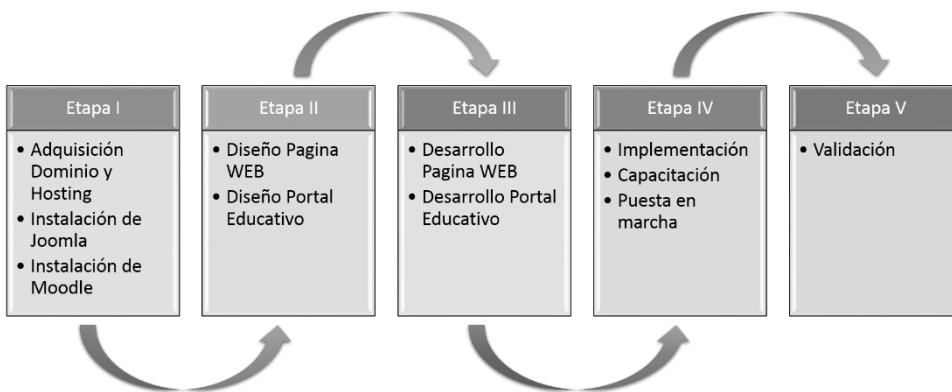 Etapa I
• Adquisición
Dominio y
Hosting
• Instalación de
Joomla
• Instalación de
Moodle
Etapa II
• Diseño Pagina
WEB
• Diseño Portal
Educativo
Etapa III
• Desarrollo
Pagina WEB
• Desarrollo Portal
Educativo
Etapa IV
• Implementación
• Capacitación
• Puesta en
marcha
Etapa V
• Validación